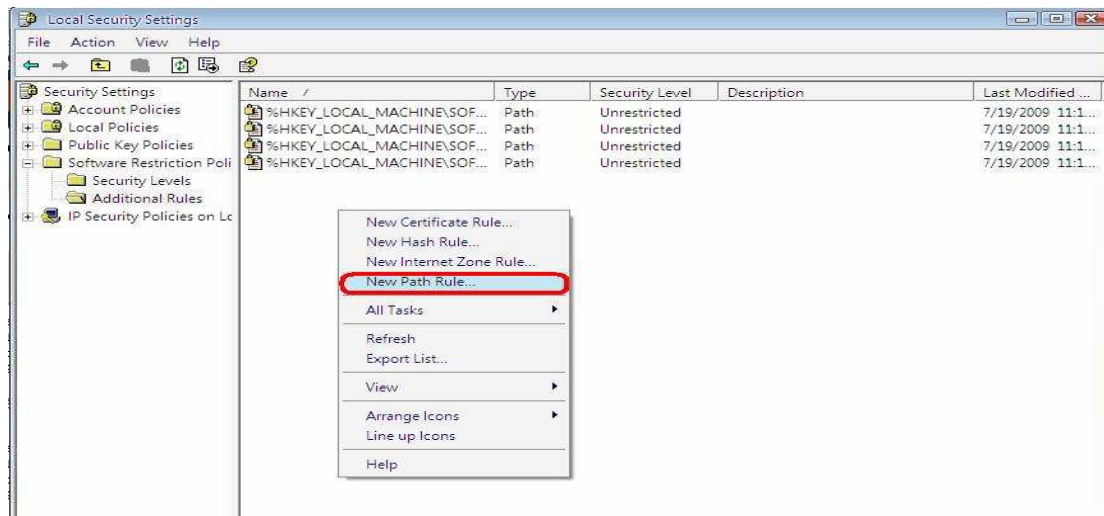 Local Security Settings
File Action View Help
Security Settings
Account Policies
Local Policies
Public Key Policies
Software Restriction Poli
Security Levels
Additional Rules
IP Security Policies on Lc
Name / Type Security Level Description Last Modified ...
%HKEY_LOCAL_MACHINE\SOF... Path Unrestricted 7/19/2009 11:1...
%HKEY_LOCAL_MACHINE\SOF... Path Unrestricted 7/19/2009 11:1...
%HKEY_LOCAL_MACHINE\SOF... Path Unrestricted 7/19/2009 11:1...
%HKEY_LOCAL_MACHINE\SOF... Path Unrestricted 7/19/2009 11:1...
New Certificate Rule...
New Hash Rule...
New Internet Zone Rule...
New Path Rule...
All Tasks
Refresh
Export List...
View
Arrange Icons
Line up Icons
Help